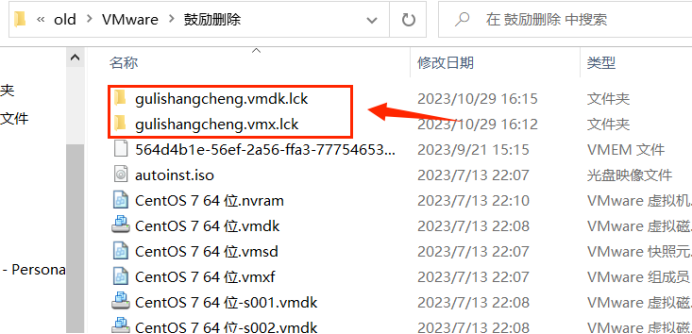 « old > VMware > 鼓励删除 在 鼓励删除 中搜索
名称 修改日期 类型
夹 gulishangcheng.vmdk.lck 2023/10/29 16:15 文件夹
文件 gulishangcheng.vmx.lck 2023/10/29 16:12 文件夹
564d4b1e-56ef-2a56-ffa3-77754653... 2023/9/21 15:15 VMEM 文件
autoinst.iso 2023/7/13 22:07 光盘映像文件
CentOS 7 64 位.nvram 2023/7/13 22:10 VMware 虚拟机.
CentOS 7 64 位.vmdk 2023/7/13 22:08 VMware 虚拟磁.
CentOS 7 64 位.vmsd 2023/7/13 22:07 VMware 快照元.
- Persona CentOS 7 64 位.vmxf 2023/7/13 22:07 VMware 组成员
CentOS 7 64 位-s001.vmdk 2023/7/13 22:08 VMware 虚拟磁.
CentOS 7 64 位-s002.vmdk 2023/7/13 22:08 VMware 虚拟磁.